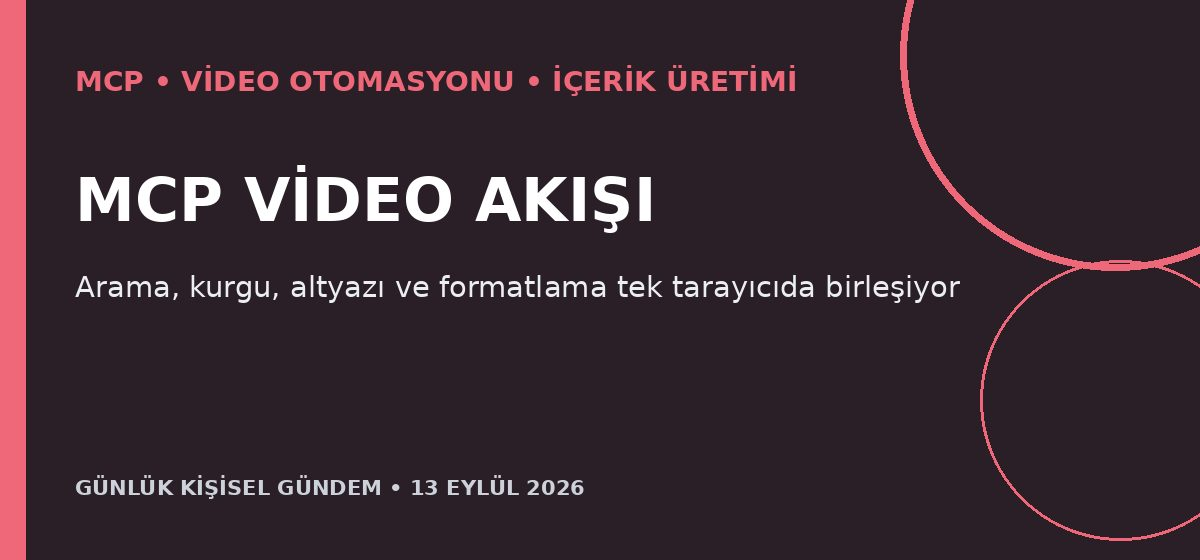 MCP • VİDEO OTOMASYONU • İÇERİK ÜRETİMİ
MCP VİDEO AKIŞI
Arama, kurgu, altyazı ve formatlama tek tarayıcıda birleşiyor
GÜNLÜK KİŞİSEL GÜNDEM • 13 EYLÜL 2026